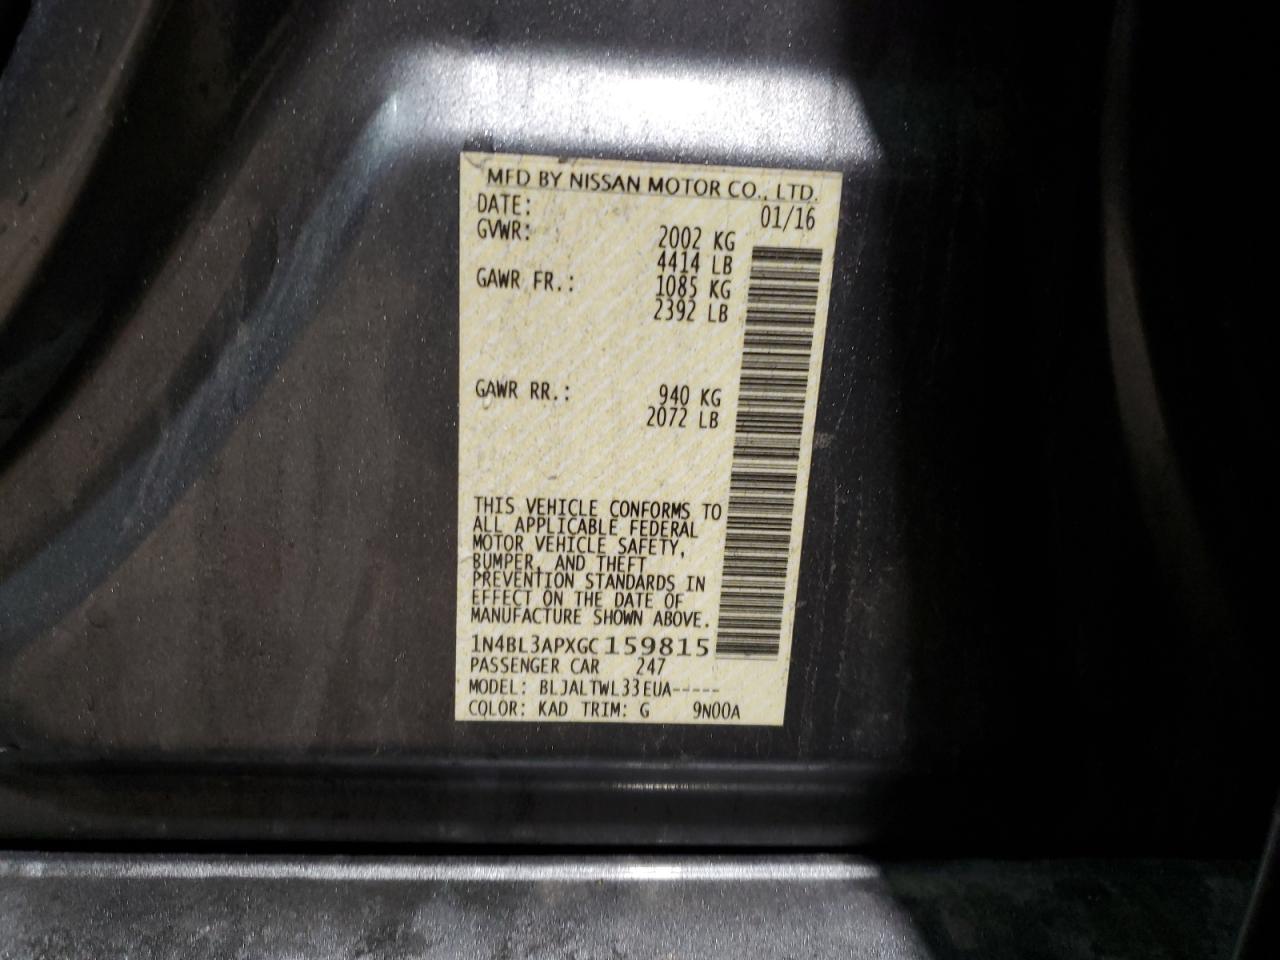 MFD BY NISSAN MOTOR CO., LTD.
DATE: 01/16
GVWR: 2002 KG
4414 LB
GAWR FR.: 1085 KG
2392 LB
GAWR RR.: 940 KG
2072 LB
THIS VEHICLE CONFORMS TO
ALL APPLICABLE FEDERAL
MOTOR VEHICLE SAFETY,
BUMPER, AND THEFT
PREVENTION STANDARDS IN
EFFECT ON THE DATE OF
MANUFACTURE SHOWN ABOVE.
1N4BL3APXGC159815
PASSENGER CAR 247
MODEL: BLJALTWL33EUA-----
COLOR: KAD TRIM: G 9N00A